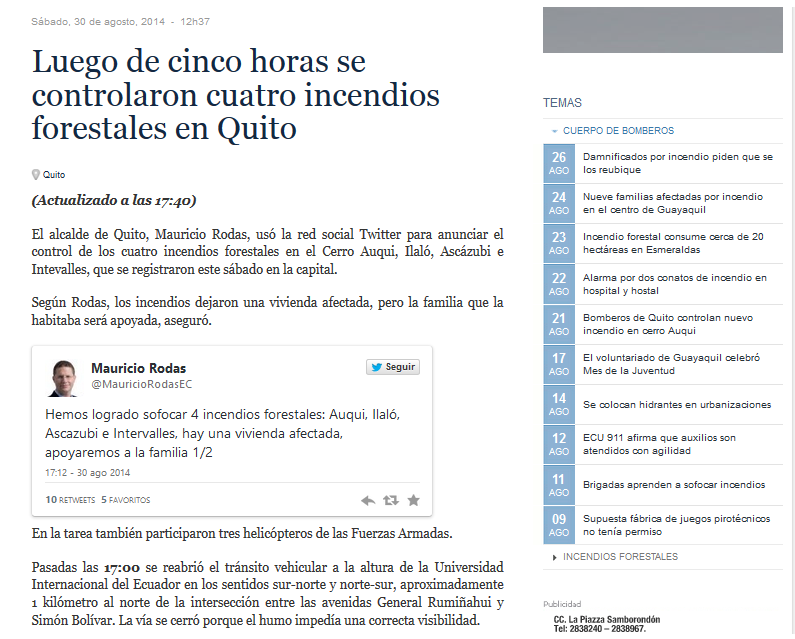 Sábado, 30 de agosto, 2014 - 12h37
Luego de cinco horas se
controlaron cuatro incendios
forestales en Quito
Quito
(Actualizado a las 17:40)
El alcalde de Quito, Mauricio Rodas, usó la red social Twitter para anunciar el
control de los cuatro incendios forestales en el Cerro Auqui, Ilaló, Ascázubi e
Intevalles, que se registraron este sábado en la capital.
Según Rodas, los incendios dejaron una vivienda afectada, pero la familia que la
habitaba será apoyada, aseguró.
Mauricio Rodas
@MauricioRodasEC
Seguir
Hemos logrado sofocar 4 incendios forestales: Auqui, Ilaló,
Ascazubi e Intervalles, hay una vivienda afectada,
apoyaremos a la familia 1/2
17:12 - 30 ago 2014
10 RETWEETS 5 FAVORITOS
En la tarea también participaron tres helicópteros de las Fuerzas Armadas.
Pasadas las 17:00 se reabrió el tránsito vehicular a la altura de la Universidad
Internacional del Ecuador en los sentidos sur-norte y norte-sur, aproximadamente
1 kilómetro al norte de la intersección entre las avenidas General Rumiñahui y
Simón Bolívar. La vía se cerró porque el humo impedía una correcta visibilidad.
TEMAS
CUERPO DE BOMBEROS
26 AGO
Damnificados por incendio piden que se
los reubique
24 AGO
Nueve familias afectadas por incendio
en el centro de Guayaquil
23 AGO
Incendio forestal consume cerca de 20
hectáreas en Esmeraldas
22 AGO
Alarma por dos conatos de incendio en
hospital y hostal
21 AGO
Bomberos de Quito controlan nuevo
incendio en cerro Auqui
17 AGO
El voluntariado de Guayaquil celebró
Mes de la Juventud
14 AGO
Se colocan hidrantes en urbanizaciones
12 AGO
ECU 911 afirma que auxilios son
atendidos con agilidad
11 AGO
Brigadas aprenden a sofocar incendios
09 AGO
Supuesta fábrica de juegos pirotécnicos
no tenía permiso
INCENDIOS FORESTALES
Publicidad
CC. La Piazza Samborondón
Tel: 2838240 – 2838967.